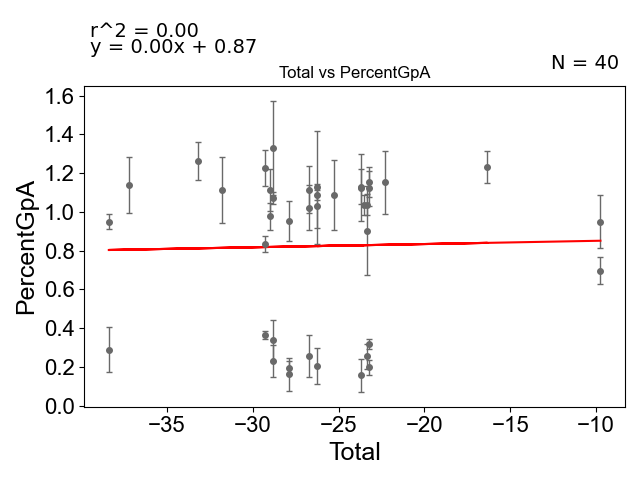 r^2 = 0.00
y = 0.00x + 0.87
N = 40
Total vs PercentGpA
PercentGpA
1.6
1.4
1.2
1.0
0.8
0.6
0.4
0.2
0.0
−35
−30
−25
−20
−15
−10
Total